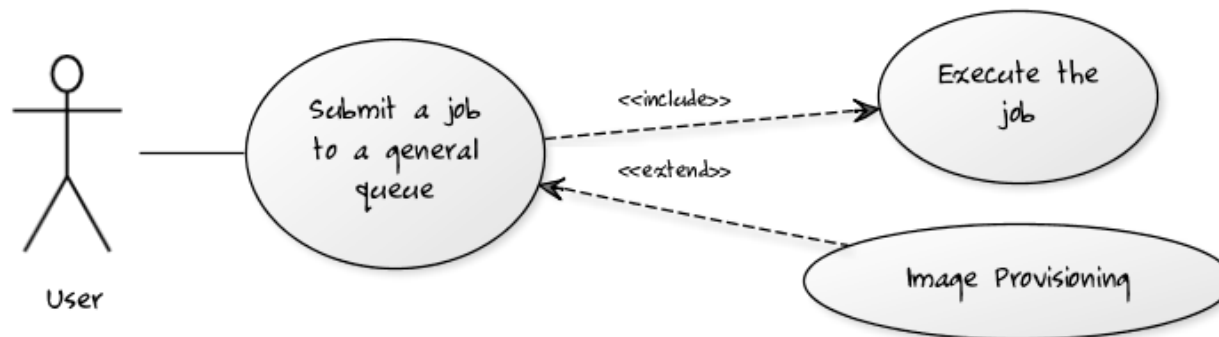 Submit a job
to a general
queue
<<include>>
Execute the
job
<<extend>>
Image Provisioning
User